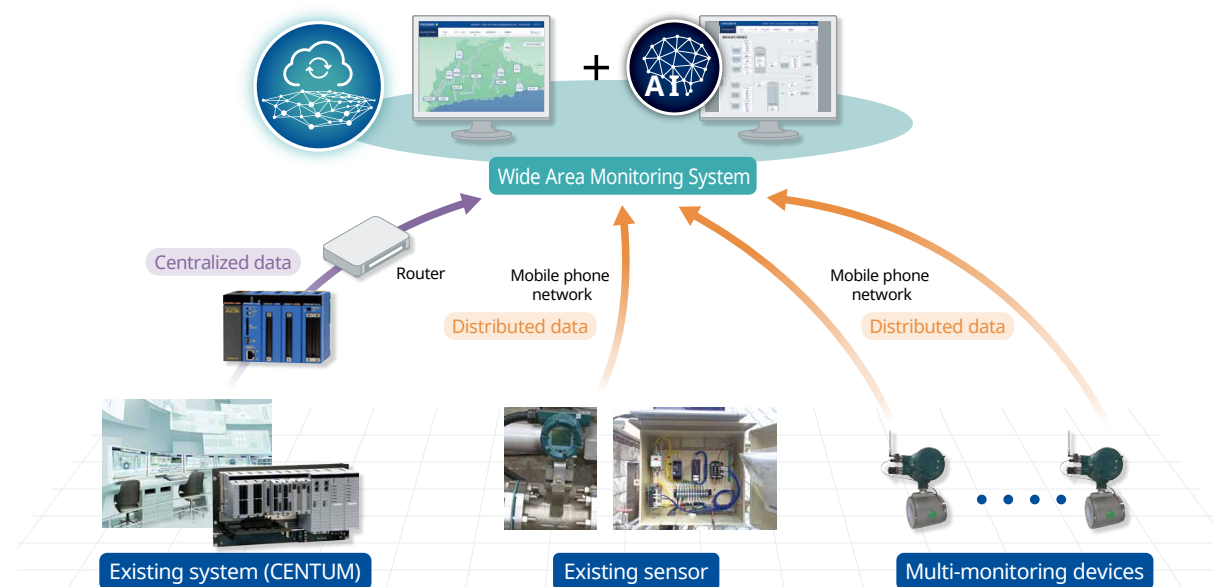 +
AI
Wide Area Monitoring System
Centralized data
Router
Mobile phone
network
Distributed data
Mobile phone
network
Distributed data
Existing system (CENTUM)
Existing sensor
Multi-monitoring devices